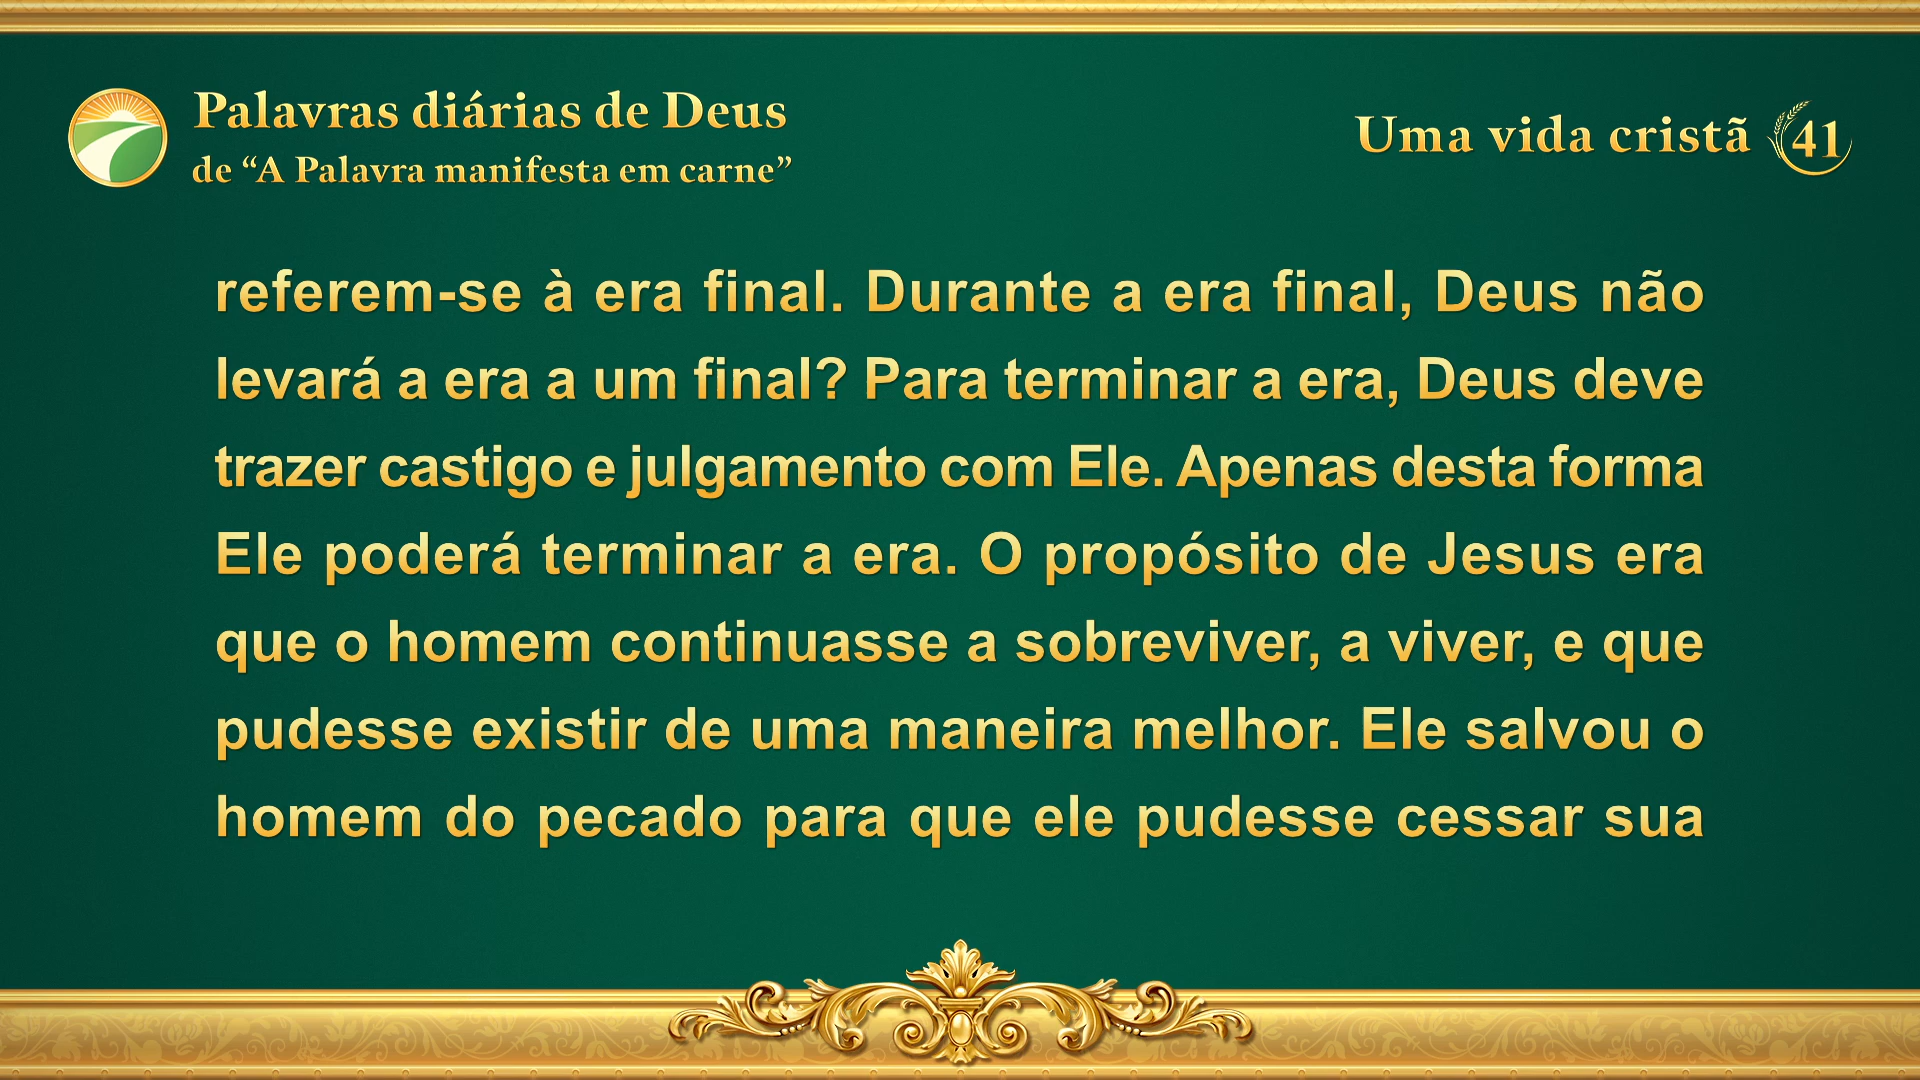 Palavras diárias de Deus
de “A Palavra manifesta em carne”
Uma vida cristã 41
referem-se à era final. Durante a era final, Deus não
levará a era a um final? Para terminar a era, Deus deve
trazer castigo e julgamento com Ele. Apenas desta forma
Ele poderá terminar a era. O propósito de Jesus era
que o homem continuasse a sobreviver, a viver, e que
pudesse existir de uma maneira melhor. Ele salvou o
homem do pecado para que ele pudesse cessar sua